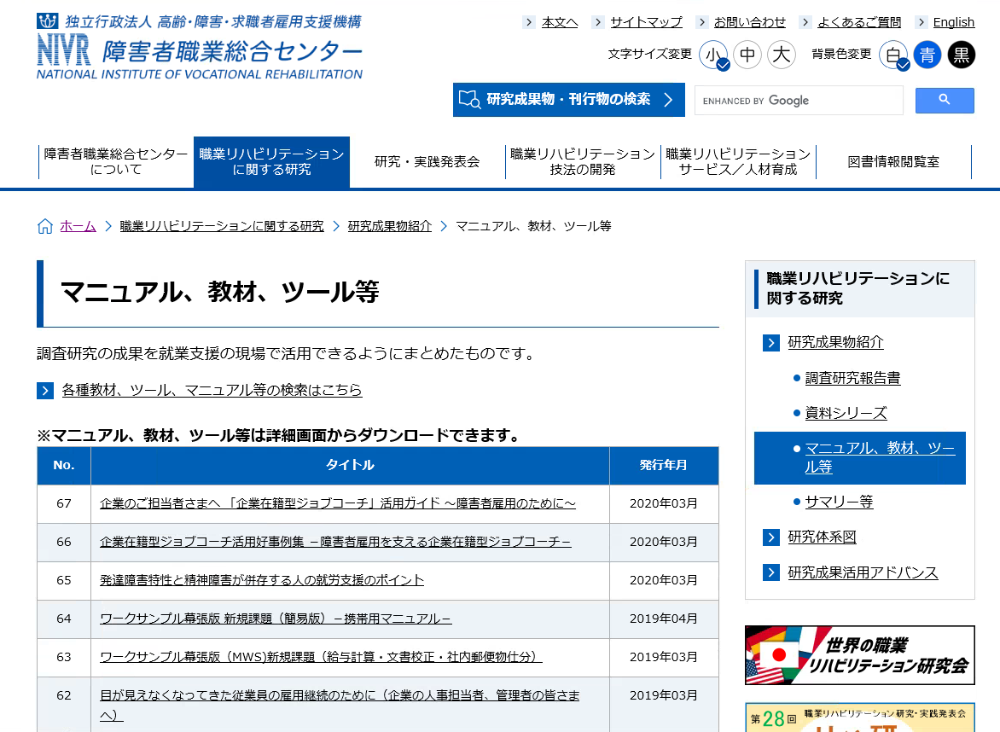 独立行政法人 高齢・障害・求職者雇用支援機構
NIVR 障害者職業総合センター
NATIONAL INSTITUTE OF VOCATIONAL REHABILITATION
本文へ サイトマップ お問い合わせ よくあるご質問 English
文字サイズ変更 小 中 大 背景色変更 白 青 黒
研究成果物・刊行物の検索 ENHANCED BY Google
障害者職業総合センターについて
職業リハビリテーションに関する研究
研究・実践発表会
職業リハビリテーション技法の開発
職業リハビリテーションサービス／人材育成
図書情報閲覧室
ホーム 職業リハビリテーションに関する研究 研究成果物紹介 マニュアル、教材、ツール等
マニュアル、教材、ツール等
調査研究の成果を就業支援の現場で活用できるようにまとめたものです。
各種教材、ツール、マニュアル等の検索はこちら
※マニュアル、教材、ツール等は詳細画面からダウンロードできます。
No. タイトル 発行年月
67 企業のご担当者さまへ 「企業在籍型ジョブコーチ」活用ガイド ～障害者雇用のために～ 2020年03月
66 企業在籍型ジョブコーチ活用好事例集 －障害者雇用を支える企業在籍型ジョブコーチ－ 2020年03月
65 発達障害特性と精神障害が併存する人の就労支援のポイント 2020年03月
64 ワークサンプル幕張版 新規課題（簡易版）－携帯用マニュアル－ 2019年04月
63 ワークサンプル幕張版（MWS)新規課題（給与計算・文書校正・社内郵便物仕分） 2019年03月
62 目が見えなくなってきた従業員の雇用継続のために（企業の人事担当者、管理者の皆さま 2019年03月
へ）
職業リハビリテーションに
関する研究
研究成果物紹介
調査研究報告書
資料シリーズ
マニュアル、教材、ツー
ル等
サマリー等
研究体系図
研究成果活用アドバンス
世界の職業
リハビリテーション研究会
第28回 職業リハビリテーション研究・実践発表会